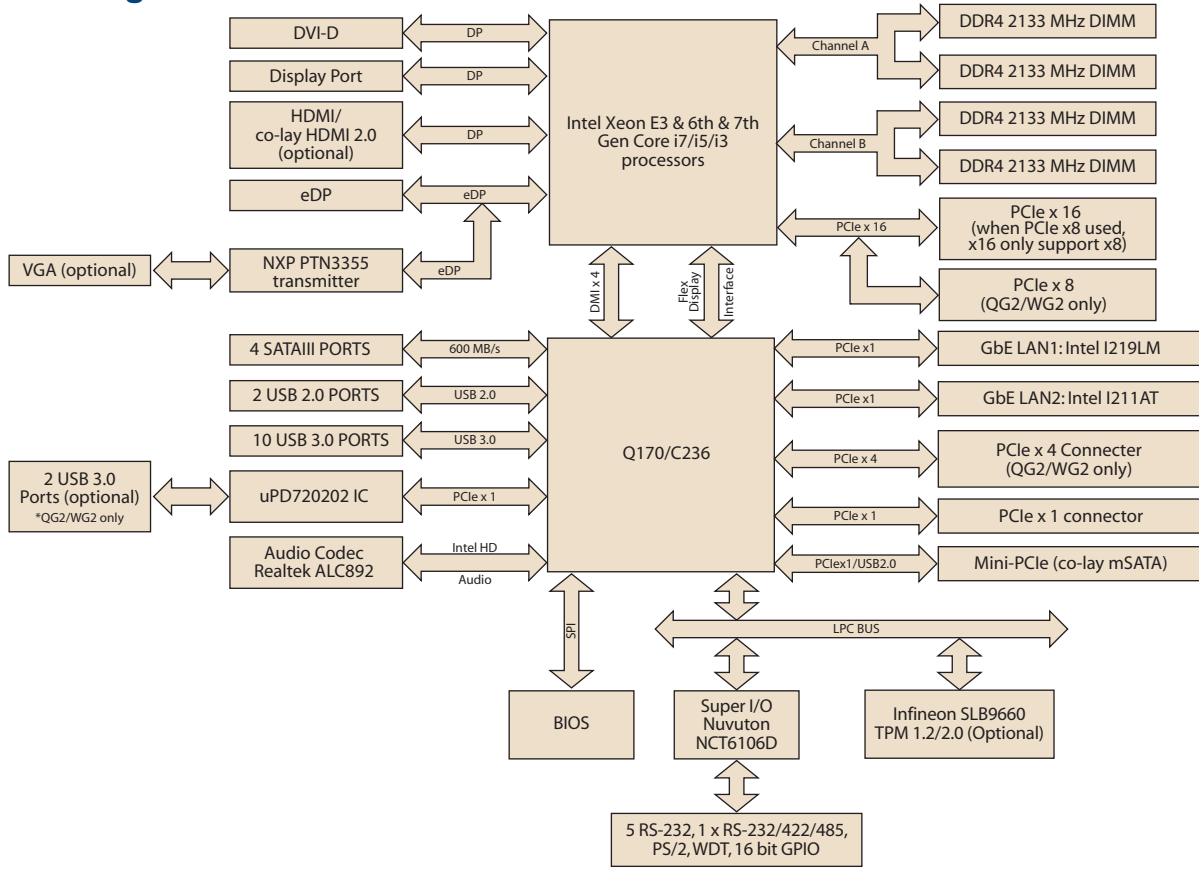 DVI-D
DP
Display Port
DP
HDMI/
co-lay HDMI 2.0
(optional)
DP
eDP
eDP
VGA (optional)
NXP PTN3355
transmitter
eDP
Intel Xeon E3 & 6th & 7th
Gen Core i7/i5/i3
processors
Channel A
DDR4 2133 MHz DIMM
DDR4 2133 MHz DIMM
Channel B
DDR4 2133 MHz DIMM
DDR4 2133 MHz DIMM
PCIe x 16
PCIe x 16
(when PCIe x8 used,
x16 only support x8)
PCIe x 8
(QG2/WG2 only)
DMI x 4
Flex
Display
Interface
4 SATAIII PORTS
600 MB/s
2 USB 2.0 PORTS
USB 2.0
10 USB 3.0 PORTS
USB 3.0
2 USB 3.0
Ports (optional)
*QG2/WG2 only
uPD720202 IC
PCIe x 1
Audio Codec
Realtek ALC892
Intel HD
Audio
Q170/C236
PCIe x1
GbE LAN1: Intel I219LM
PCIe x1
GbE LAN2: Intel I211AT
PCIe x 4
PCIe x 4 Connecter
(QG2/WG2 only)
PCIe x 1
PCIe x 1 connector
PCIex1/USB2.0
Mini-PCIe (co-lay mSATA)
SPI
LPC BUS
BIOS
Super I/O
Nuvuton
NCT6106D
Infineon SLB9660
TPM 1.2/2.0 (Optional)
5 RS-232, 1 x RS-232/422/485,
PS/2, WDT, 16 bit GPIO